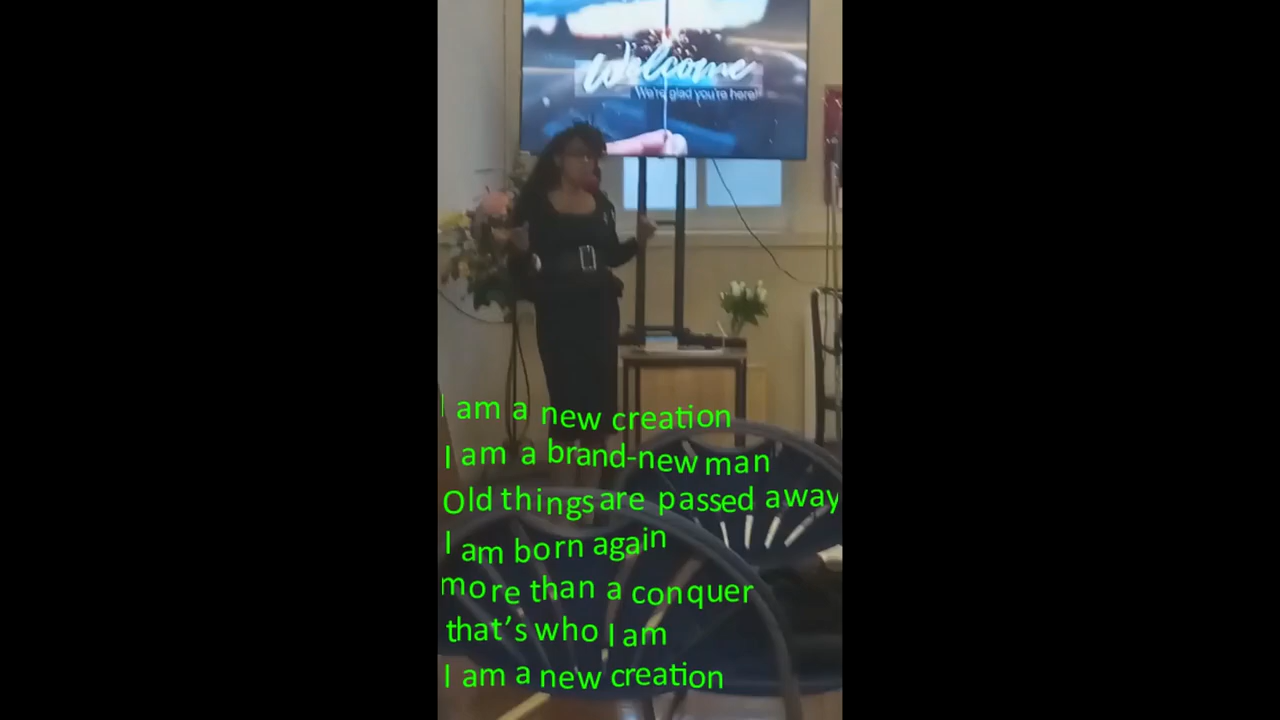 Welcome
We're glad you're here!
I am a new creation
I am a brand-new man
Old things are passed away
I am born again
more than a conquer
that's who I am
I am a new creation